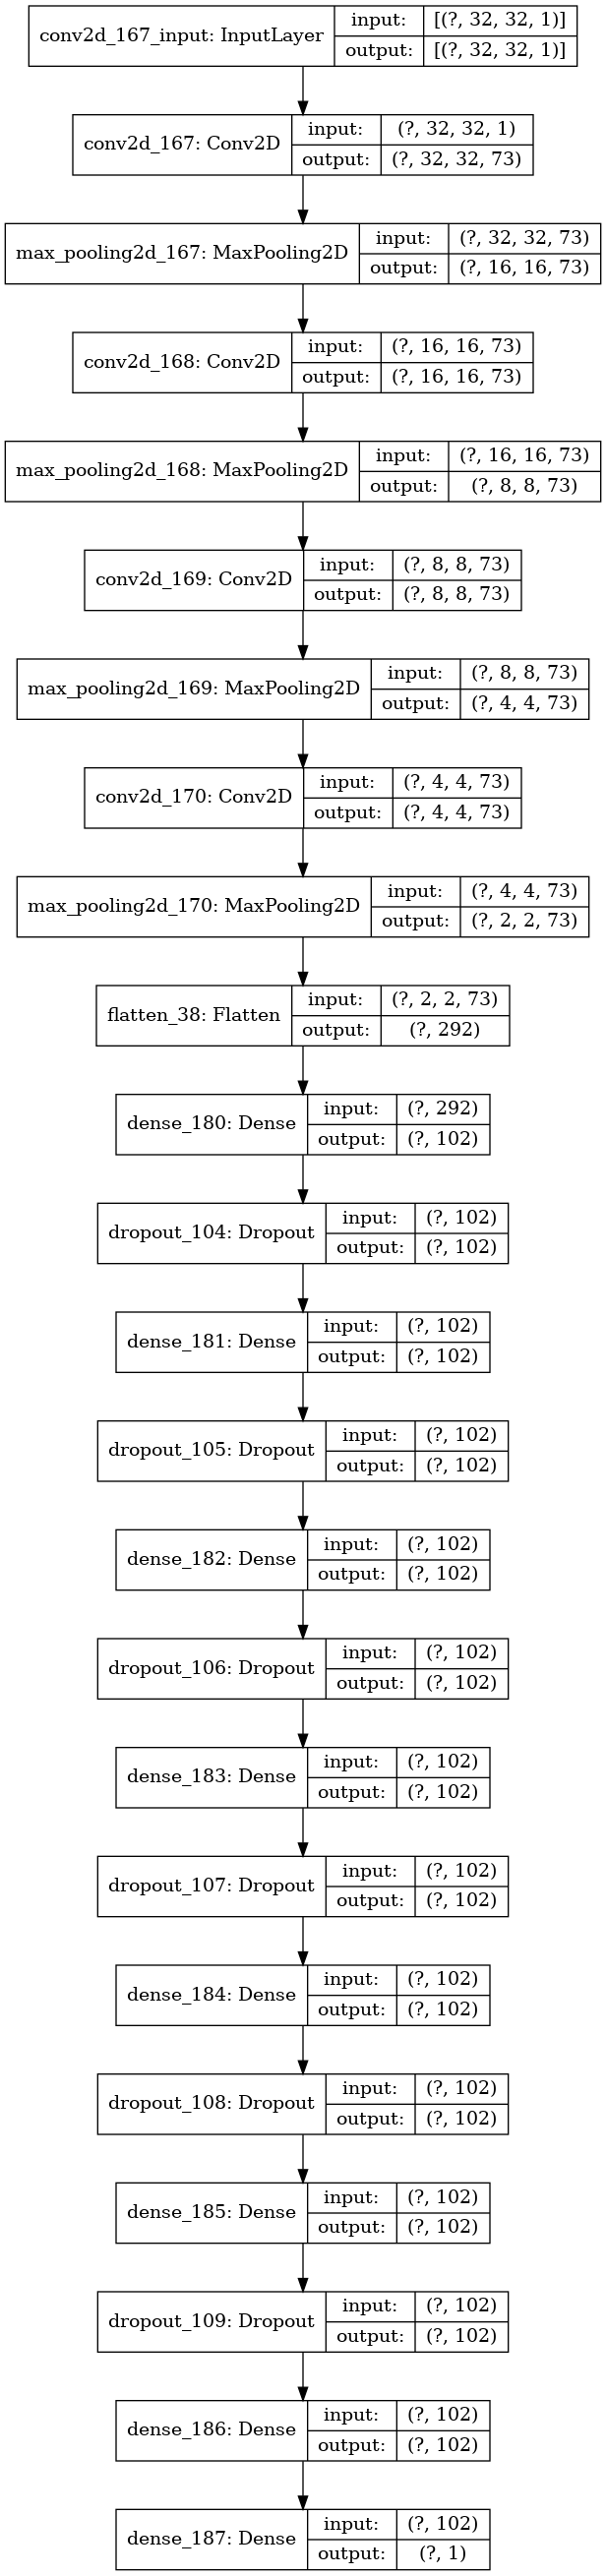 conv2d_167_input: InputLayer
input: [(?, 32, 32, 1)]
output: [(?, 32, 32, 1)]
conv2d_167: Conv2D
input: (?, 32, 32, 1)
output: (?, 32, 32, 73)
max_pooling2d_167: MaxPooling2D
input: (?, 32, 32, 73)
output: (?, 16, 16, 73)
conv2d_168: Conv2D
input: (?, 16, 16, 73)
output: (?, 16, 16, 73)
max_pooling2d_168: MaxPooling2D
input: (?, 16, 16, 73)
output: (?, 8, 8, 73)
conv2d_169: Conv2D
input: (?, 8, 8, 73)
output: (?, 8, 8, 73)
max_pooling2d_169: MaxPooling2D
input: (?, 8, 8, 73)
output: (?, 4, 4, 73)
conv2d_170: Conv2D
input: (?, 4, 4, 73)
output: (?, 4, 4, 73)
max_pooling2d_170: MaxPooling2D
input: (?, 4, 4, 73)
output: (?, 2, 2, 73)
flatten_38: Flatten
input: (?, 2, 2, 73)
output: (?, 292)
dense_180: Dense
input: (?, 292)
output: (?, 102)
dropout_104: Dropout
input: (?, 102)
output: (?, 102)
dense_181: Dense
input: (?, 102)
output: (?, 102)
dropout_105: Dropout
input: (?, 102)
output: (?, 102)
dense_182: Dense
input: (?, 102)
output: (?, 102)
dropout_106: Dropout
input: (?, 102)
output: (?, 102)
dense_183: Dense
input: (?, 102)
output: (?, 102)
dropout_107: Dropout
input: (?, 102)
output: (?, 102)
dense_184: Dense
input: (?, 102)
output: (?, 102)
dropout_108: Dropout
input: (?, 102)
output: (?, 102)
dense_185: Dense
input: (?, 102)
output: (?, 102)
dropout_109: Dropout
input: (?, 102)
output: (?, 102)
dense_186: Dense
input: (?, 102)
output: (?, 102)
dense_187: Dense
input: (?, 102)
output: (?, 1)